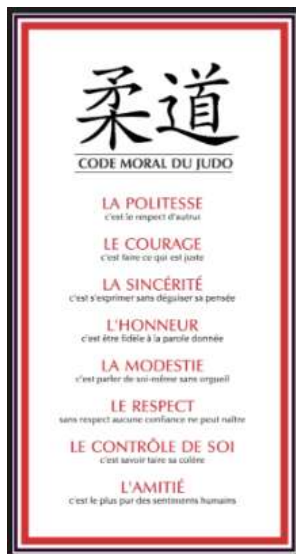 柔道
CODE MORAL DU JUDO
LA POLITESSE
c'est le respect d'autrui
LE COURAGE
c'est faire ce qui est juste
LA SINCÉRITÉ
c'est s'exprimer sans déguiser sa pensée
L'HONNEUR
c'est être fidèle à la parole donnée
LA MODESTIE
c'est parler de soi-même sans orgueil
LE RESPECT
sans respect aucune confiance ne peut naître
LE CONTRÔLE DE SOI
c'est savoir taire sa colère
L'AMITIÉ
c'est le plus pur des sentiments humains